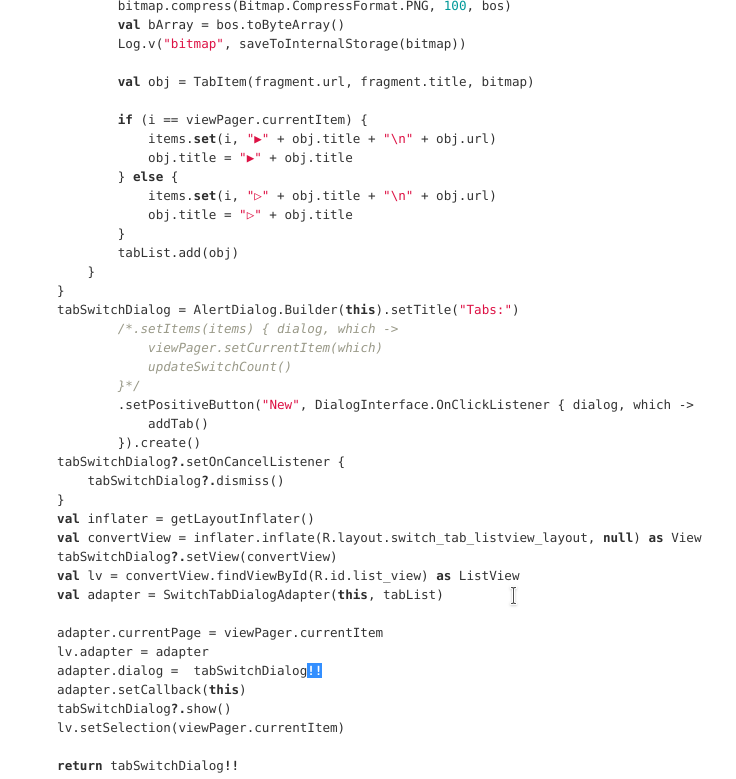 bitmap.compress(Bitmap.CompressFormat.PNG, 100, bos)
val bArray = bos.toByteArray()
Log.v("bitmap", saveToInternalStorage(bitmap))
val obj = TabItem(fragment.url, fragment.title, bitmap)
if (i == viewPager.currentItem) {
items.set(i, "▶" + obj.title + "\n" + obj.url)
obj.title = "▶" + obj.title
} else {
items.set(i, "▷" + obj.title + "\n" + obj.url)
obj.title = "▷" + obj.title
}
tabList.add(obj)
}
}
tabSwitchDialog = AlertDialog.Builder(this).setTitle("Tabs:")
/*.setItems(items) { dialog, which ->
viewPager.setCurrentItem(which)
updateSwitchCount()
}*/
.setPositiveButton("New", DialogInterface.OnClickListener { dialog, which ->
addTab()
}).create()
tabSwitchDialog?.setOnCancelListener {
tabSwitchDialog?.dismiss()
}
val inflater = getLayoutInflater()
val convertView = inflater.inflate(R.layout.switch_tab_listview_layout, null) as View
tabSwitchDialog?.setView(convertView)
val lv = convertView.findViewById(R.id.list_view) as ListView
val adapter = SwitchTabDialogAdapter(this, tabList)
adapter.currentPage = viewPager.currentItem
lv.adapter = adapter
adapter.dialog =  tabSwitchDialog!!
adapter.setCallback(this)
tabSwitchDialog?.show()
lv.setSelection(viewPager.currentItem)
return tabSwitchDialog!!